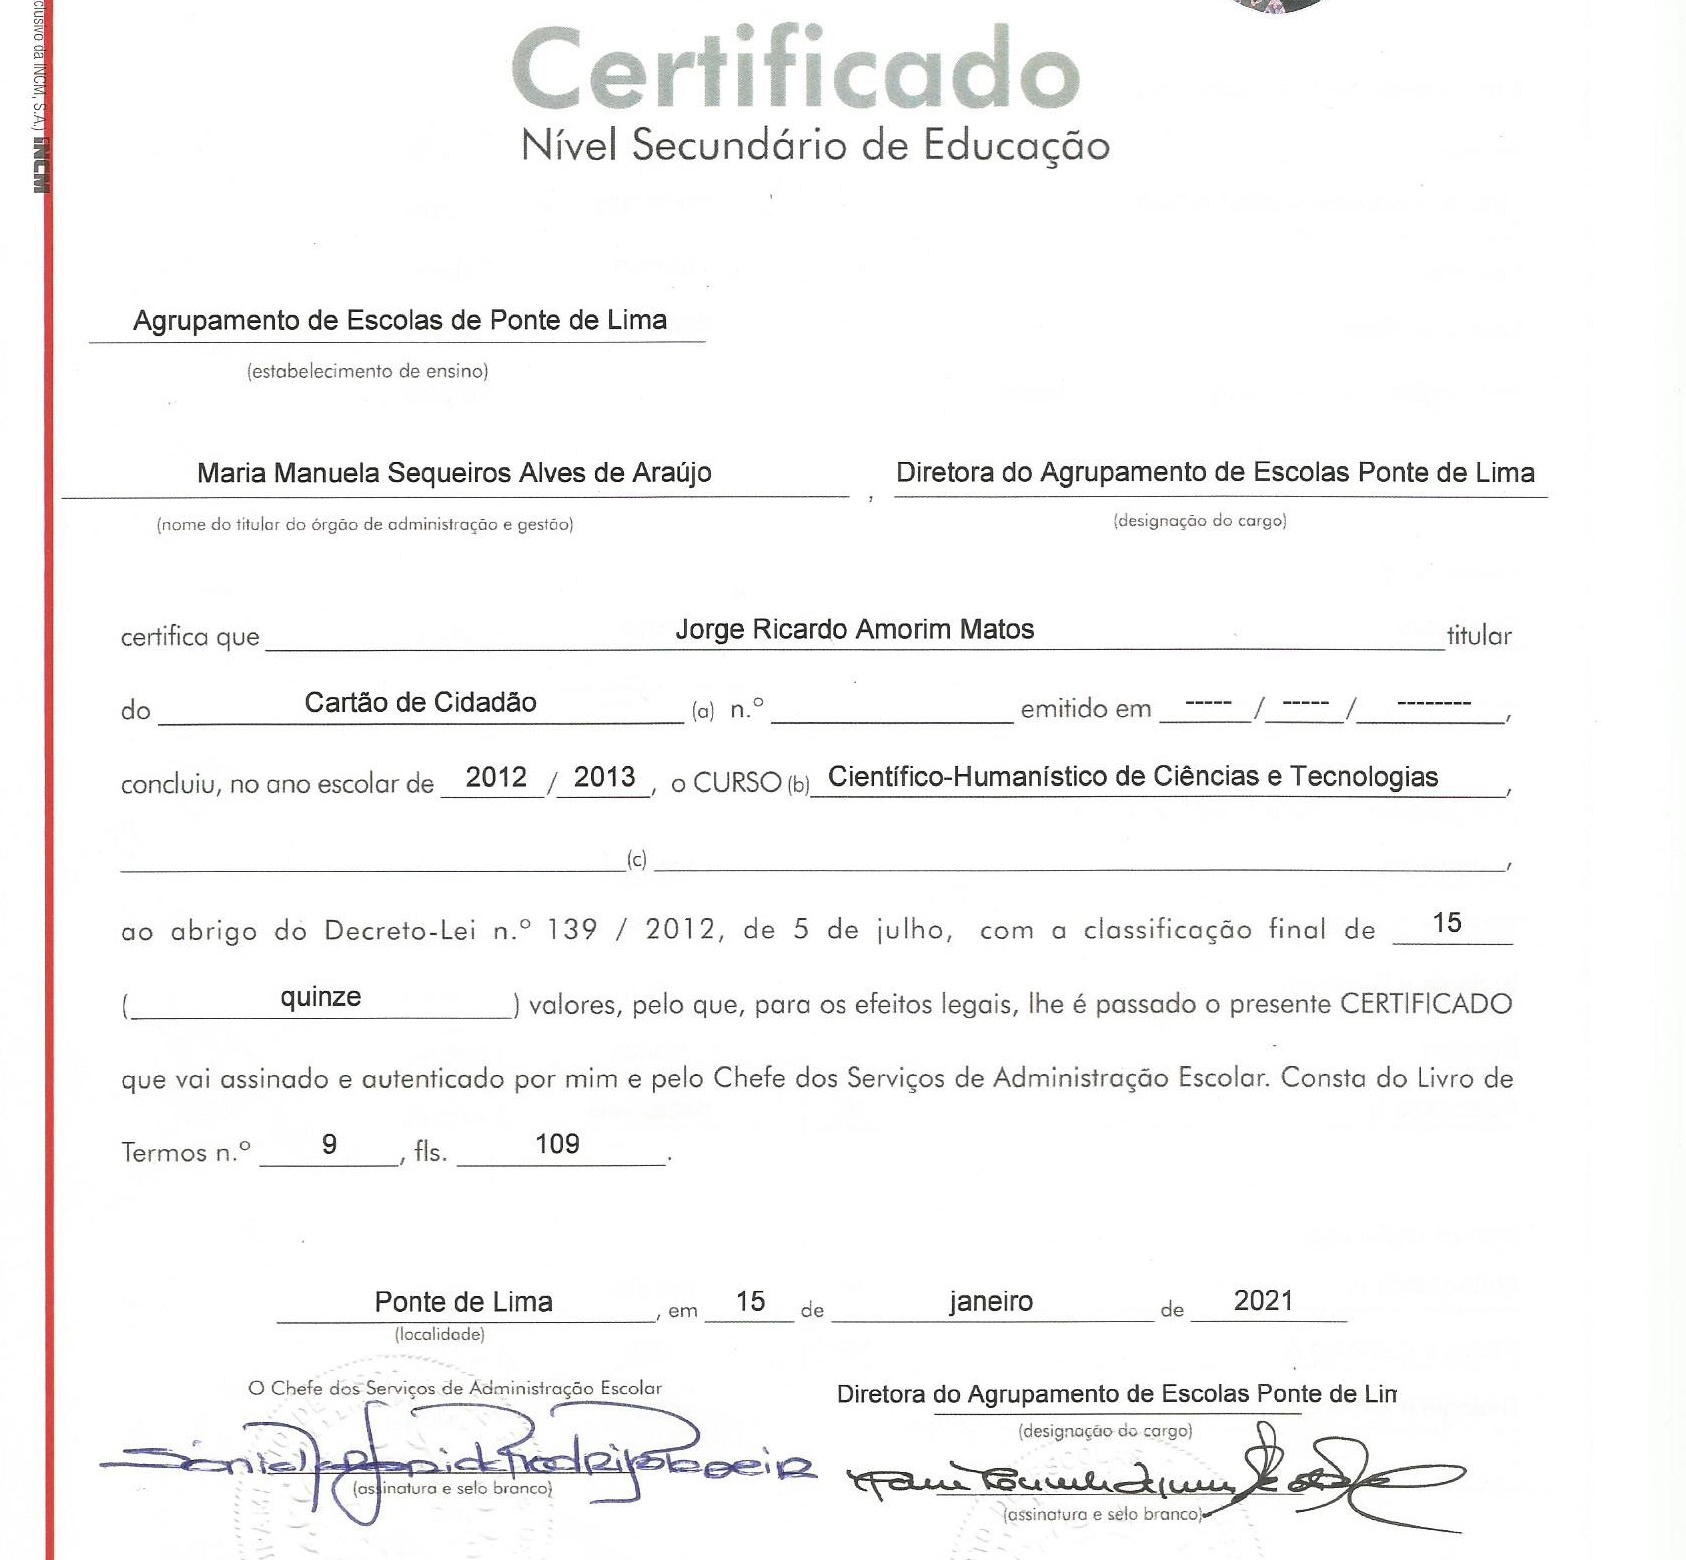 clusivo da INCM, S.A.) INCM
Certificado
Nível Secundário de Educação
Agrupamento de Escolas de Ponte de Lima
(estabelecimento de ensino)
Maria Manuela Sequeiros Alves de Araújo , Diretora do Agrupamento de Escolas Ponte de Lima
(nome do titular do órgão de administração e gestão) (designação do cargo)
certifica que Jorge Ricardo Amorim Matos titular
do Cartão de Cidadão (a) n.º emitido em ----- / ----- / --------,
concluiu, no ano escolar de 2012 / 2013, o CURSO (b) Científico-Humanístico de Ciências e Tecnologias,
(c) ,
ao abrigo do Decreto-Lei n.º 139 / 2012, de 5 de julho, com a classificação final de 15
( quinze ) valores, pelo que, para os efeitos legais, lhe é passado o presente CERTIFICADO
que vai assinado e autenticado por mim e pelo Chefe dos Serviços de Administração Escolar. Consta do Livro de
Termos n.º 9 , fls. 109 .
Ponte de Lima , em 15 de janeiro de 2021
(localidade)
O Chefe dos Serviços de Administração Escolar
Diretora do Agrupamento de Escolas Ponte de Lin
(designação do cargo)
(assinatura e selo branco)
(assinatura e selo branco)